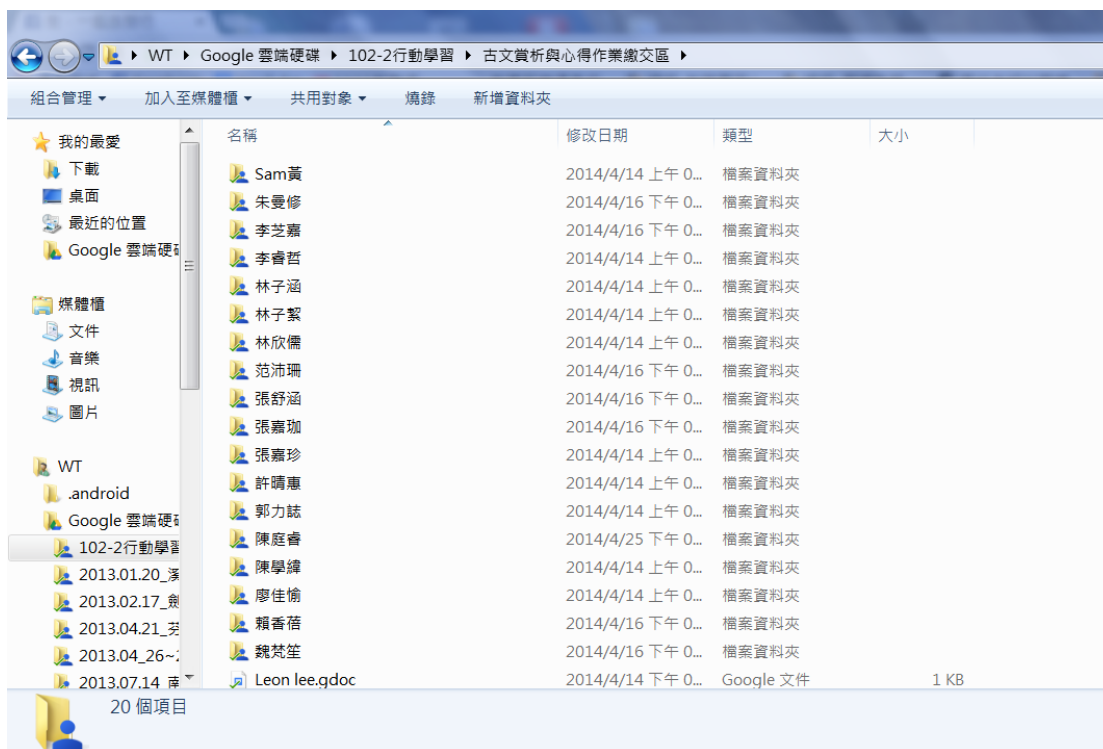 WT ▸ Google 雲端硬碟 ▸ 102-2行動學習 ▸ 古文賞析與心得作業繳交區 ▸
組合管理 加入至媒體櫃 共用對象 燒錄 新增資料夾
我的最愛
下載
桌面
最近的位置
Google 雲端硬
媒體櫃
文件
音樂
視訊
圖片
WT
.android
Google 雲端硬
102-2行動學
2013.01.20_溪
2013.02.17_劍
2013.04.21_芬
2013.04_26~
2013.07.14_南
名稱 修改日期 類型 大小
Sam黃 2014/4/14 上午 0... 檔案資料夾
朱曼修 2014/4/16 下午 0... 檔案資料夾
李芝嘉 2014/4/16 下午 0... 檔案資料夾
李睿哲 2014/4/14 下午 0... 檔案資料夾
林子涵 2014/4/14 上午 0... 檔案資料夾
林子絜 2014/4/14 上午 0... 檔案資料夾
林欣儒 2014/4/14 上午 0... 檔案資料夾
范沛珊 2014/4/16 下午 0... 檔案資料夾
張舒涵 2014/4/16 下午 0... 檔案資料夾
張嘉珈 2014/4/16 下午 0... 檔案資料夾
張嘉珍 2014/4/14 上午 0... 檔案資料夾
許晴惠 2014/4/14 上午 0... 檔案資料夾
郭力誌 2014/4/14 上午 0... 檔案資料夾
陳庭睿 2014/4/25 下午 0... 檔案資料夾
陳學緯 2014/4/14 上午 0... 檔案資料夾
廖佳愉 2014/4/14 上午 0... 檔案資料夾
賴香蓓 2014/4/16 下午 0... 檔案資料夾
魏梵笙 2014/4/16 下午 0... 檔案資料夾
Leon lee.gdoc 2014/4/14 下午 0... Google 文件 1 KB
20 個項目